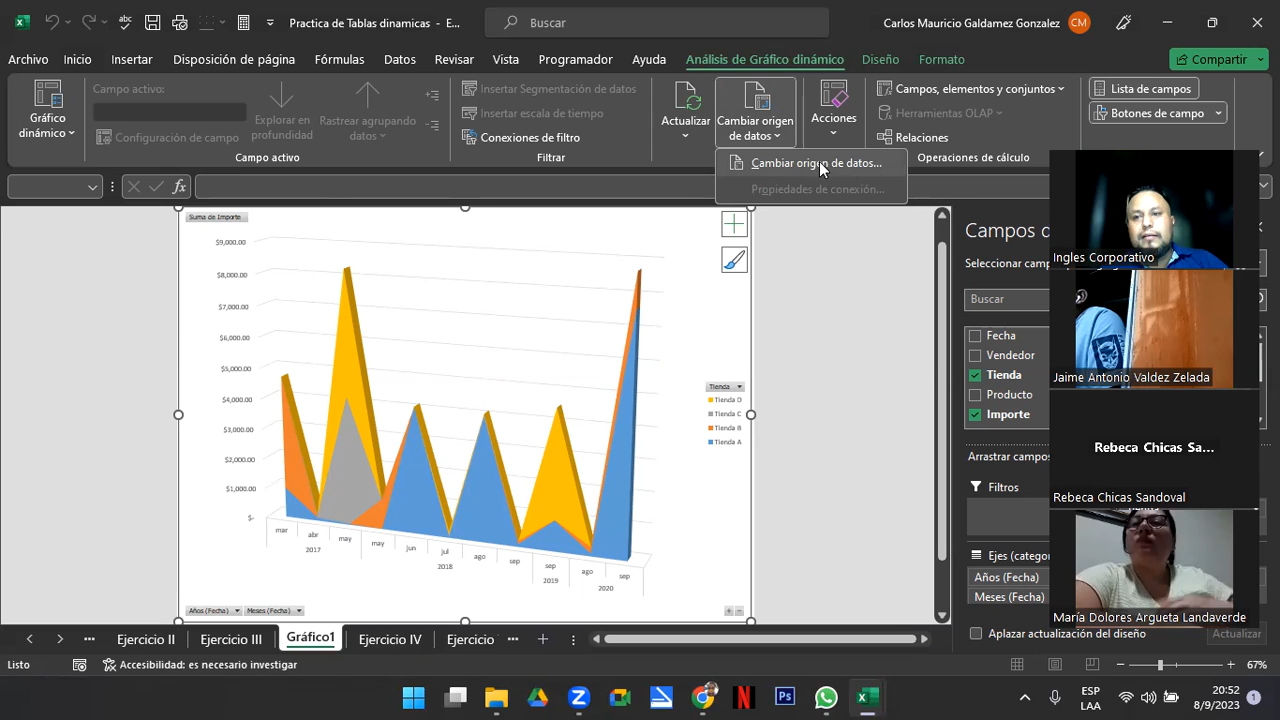 Practica de Tablas dinamicas - E...
Buscar
Carlos Mauricio Galdamez Gonzalez
CM
Archivo
Inicio
Insertar
Disposición de página
Fórmulas
Datos
Revisar
Vista
Programador
Ayuda
Análisis de Gráfico dinámico
Diseño
Formato
Compartir
Gráfico
dinámico
Campo activo:
Configuración de campo
Explorar en
profundidad
Rastrear agrupando
datos
Campo activo
Insertar Segmentación de datos
Insertar escala de tiempo
Conexiones de filtro
Filtrar
Actualizar
Cambiar origen
de datos
Acciones
Campos, elementos y conjuntos
Herramientas OLAP
Relaciones
Operaciones de cálculo
Lista de campos
Botones de campo
Cambiar origen de datos...
Propiedades de conexión...
fx
Suma de Importe
$9,000.00
$8,000.00
$7,000.00
$6,000.00
$5,000.00
$4,000.00
$3,000.00
$2,000.00
$1,000.00
$-
mar
abr
may
may
jun
jul
ago
sep
sep
ago
sep
2017
2018
2019
2020
Tienda
Tienda D
Tienda C
Tienda B
Tienda A
Años (Fecha)
Meses (Fecha)
Campos d
Seleccionar campo
Buscar
Fecha
Vendedor
Tienda
Producto
Importe
Arrastrar campos
Filtros
Ejes (categor
Años (Fecha)
Meses (Fecha)
Aplazar actualización del diseño
Actualizar
Ingles Corporativo
Jaime Antonio Valdez Zelada
Rebeca Chicas Sa...
Rebeca Chicas Sandoval
María Dolores Argueta Landaverde
Ejercicio II
Ejercicio III
Gráfico1
Ejercicio IV
Ejercicio
Listo
Accesibilidad: es necesario investigar
67%
ESP
LAA
20:52
8/9/2023